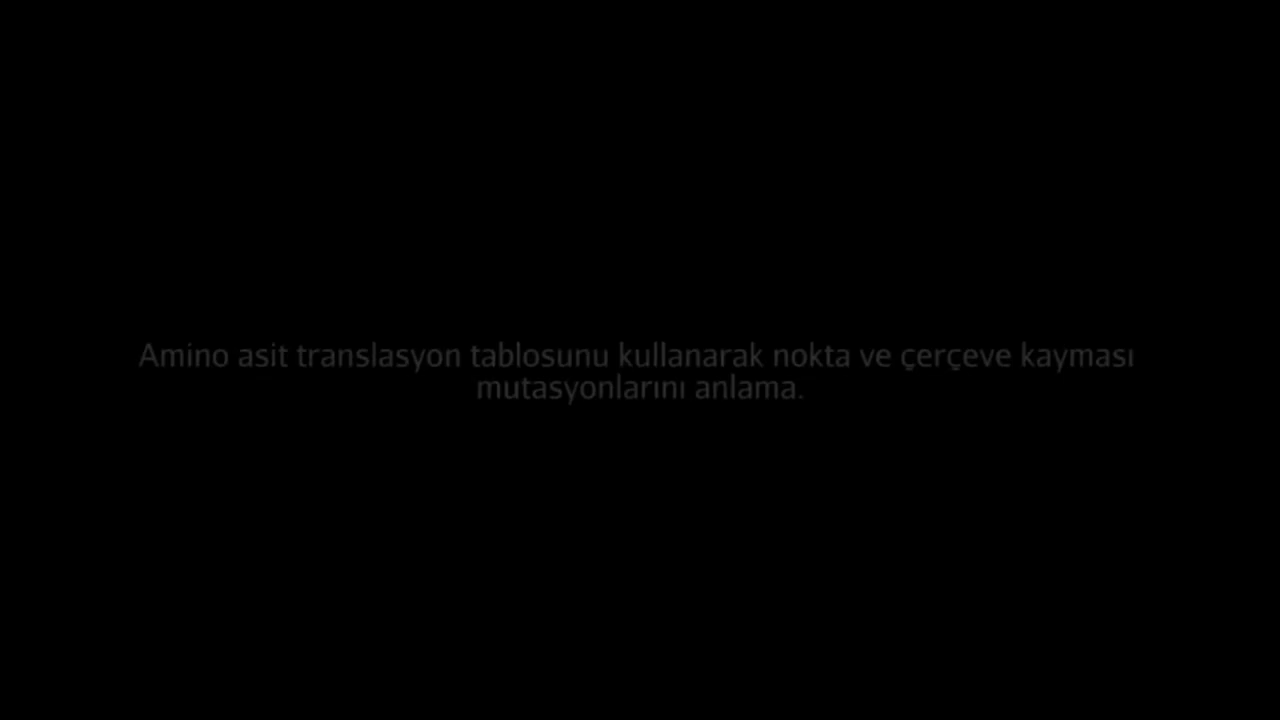 Amino asit translasyon tablosunu kullanarak nokta ve çerçeve kayması
mutasyonlarını anlama.